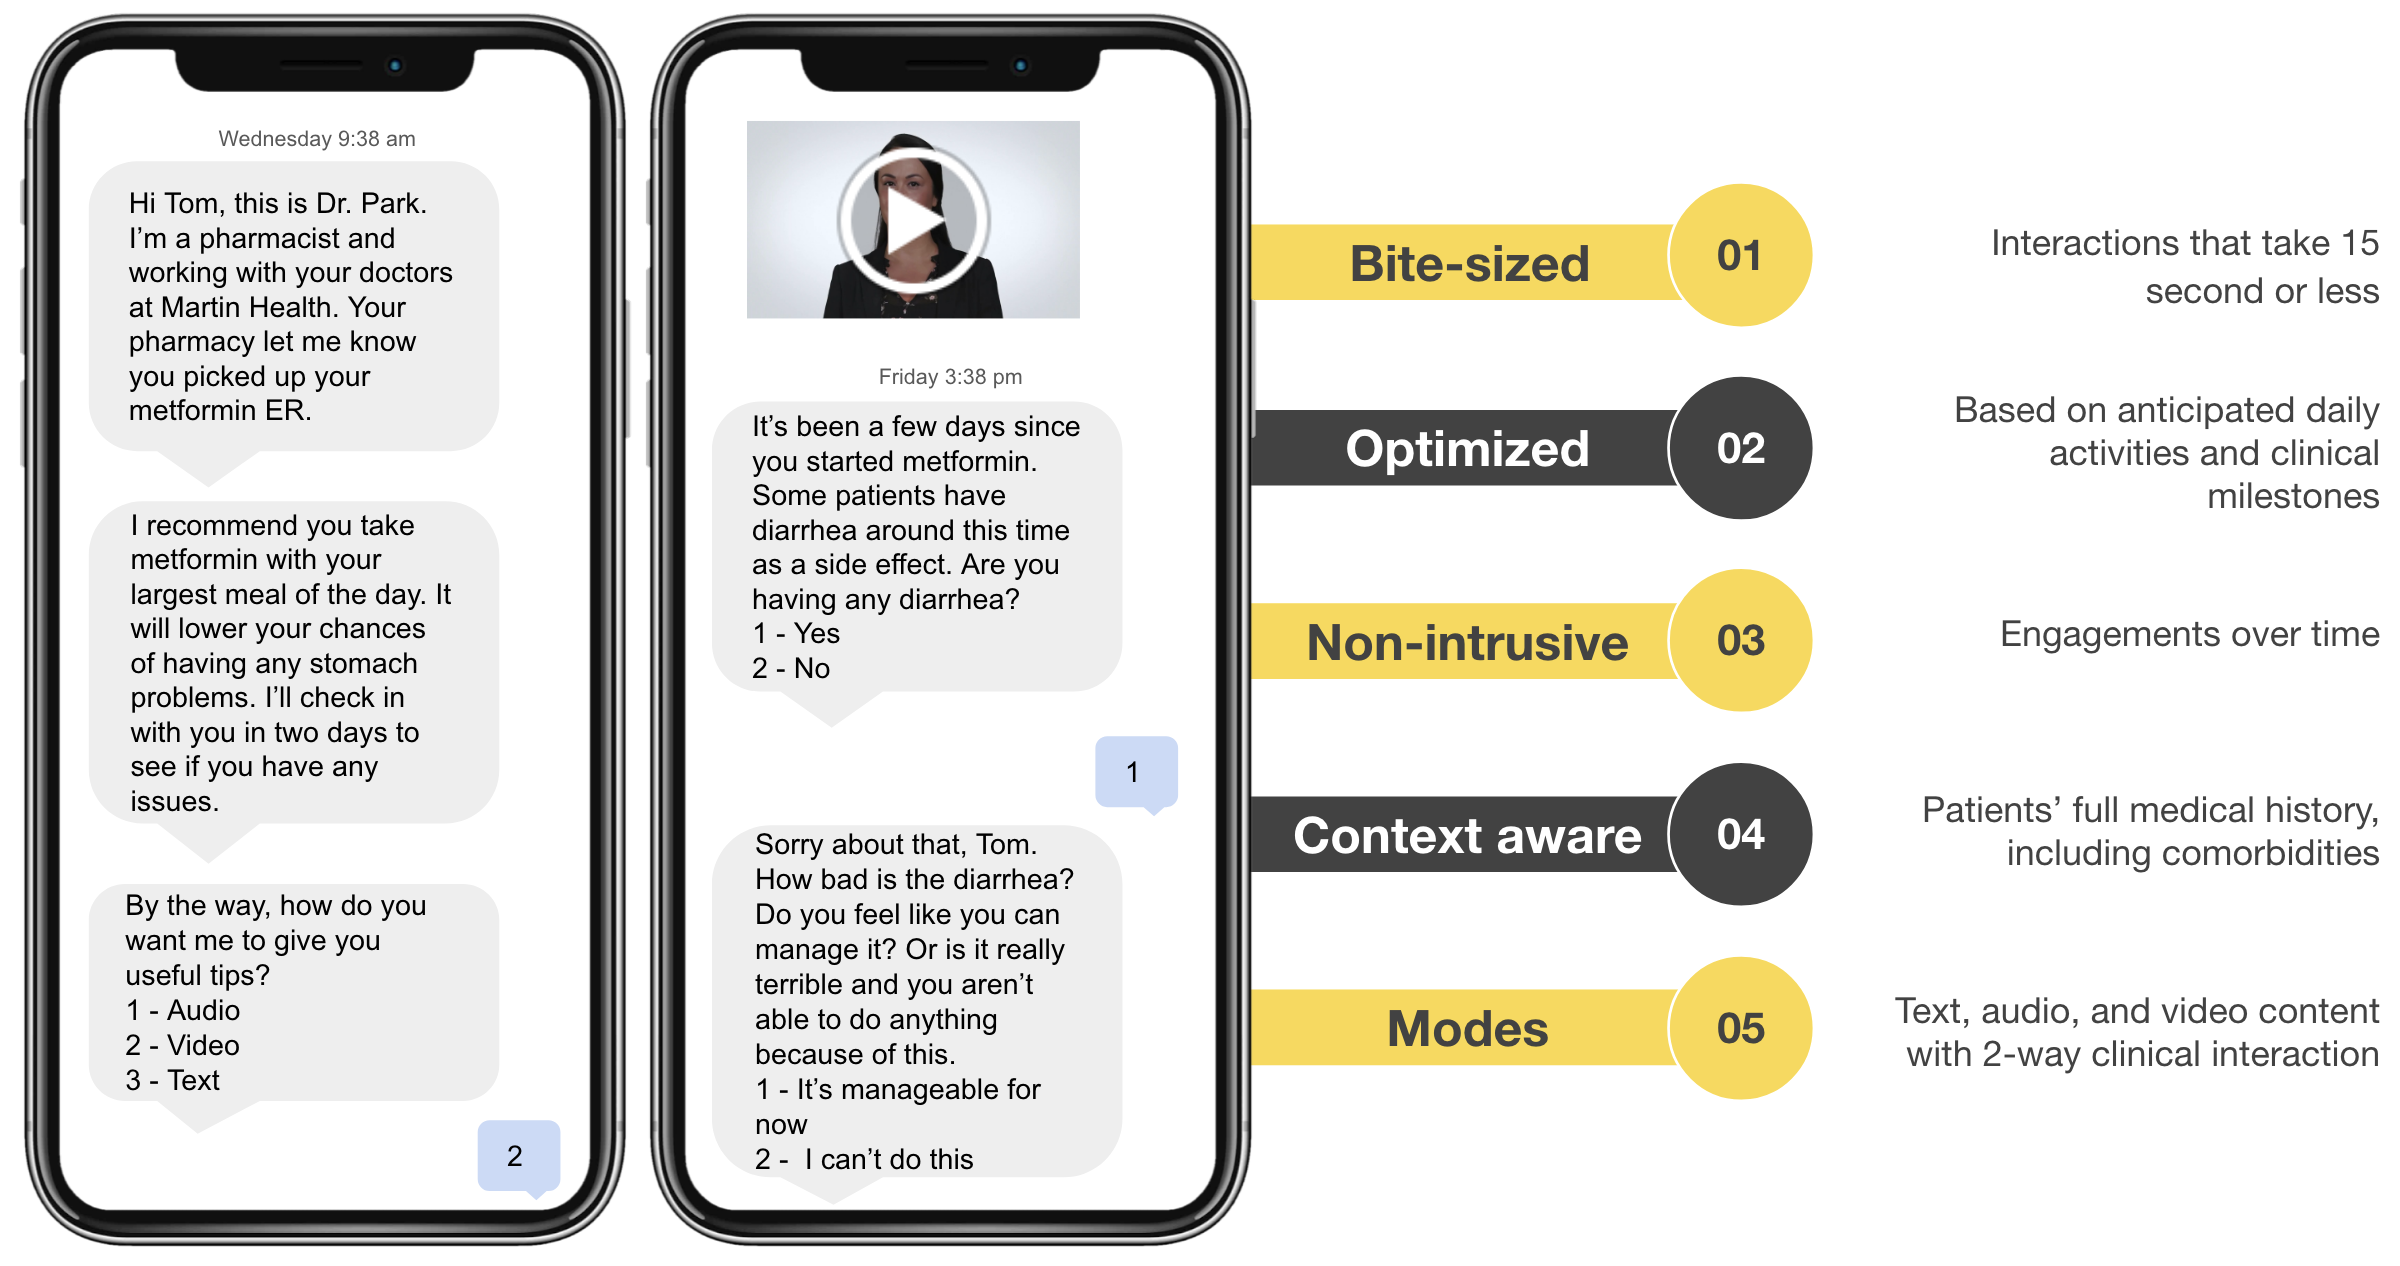 Wednesday 9:38 am
Hi Tom, this is Dr. Park.
I’m a pharmacist and
working with your doctors
at Martin Health. Your
pharmacy let me know
you picked up your
metformin ER.
I recommend you take
metformin with your
largest meal of the day. It
will lower your chances
of having any stomach
problems. I’ll check in
with you in two days to
see if you have any
issues.
By the way, how do you
want me to give you
useful tips?
1 - Audio
2 - Video
3 - Text
2
Friday 3:38 pm
It’s been a few days since
you started metformin.
Some patients have
diarrhea around this time
as a side effect. Are you
having any diarrhea?
1 - Yes
2 - No
1
Sorry about that, Tom.
How bad is the diarrhea?
Do you feel like you can
manage it? Or is it really
terrible and you aren’t
able to do anything
because of this.
1 - It’s manageable for
now
2 -  I can’t do this
Bite-sized
01
Interactions that take 15
second or less
Optimized
02
Based on anticipated daily
activities and clinical
milestones
Non-intrusive
03
Engagements over time
Context aware
04
Patients’ full medical history,
including comorbidities
Modes
05
Text, audio, and video content
with 2-way clinical interaction